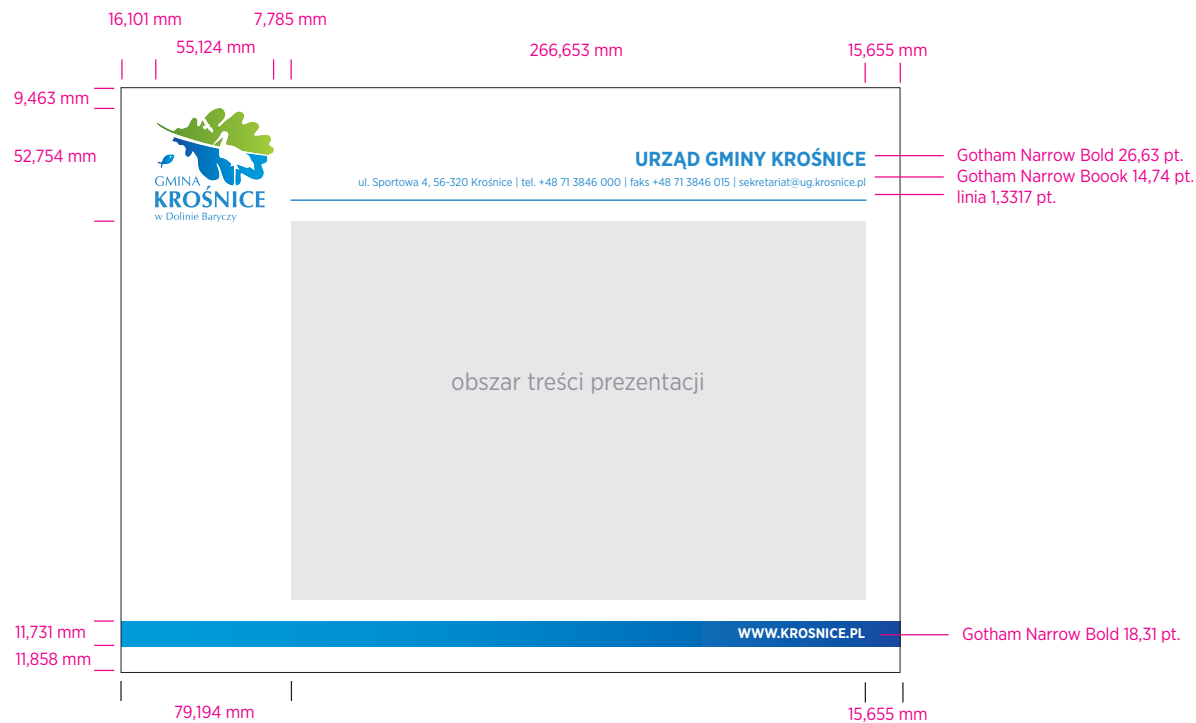 16,101 mm
7,785 mm
55,124 mm
266,653 mm
15,655 mm
9,463 mm
52,754 mm
GMINA
KROŚNICE
w Dolinie Baryczy
URZĄD GMINY KROŚNICE
ul. Sportowa 4, 56-320 Krośnice | tel. +48 71 3846 000 | faks +48 71 3846 015 | sekretariat@ug.krosnice.pl
Gotham Narrow Bold 26,63 pt.
Gotham Narrow Boook 14,74 pt.
linia 1,3317 pt.
obszar treści prezentacji
11,731 mm
WWW.KROSNICE.PL
Gotham Narrow Bold 18,31 pt.
11,858 mm
79,194 mm
15,655 mm